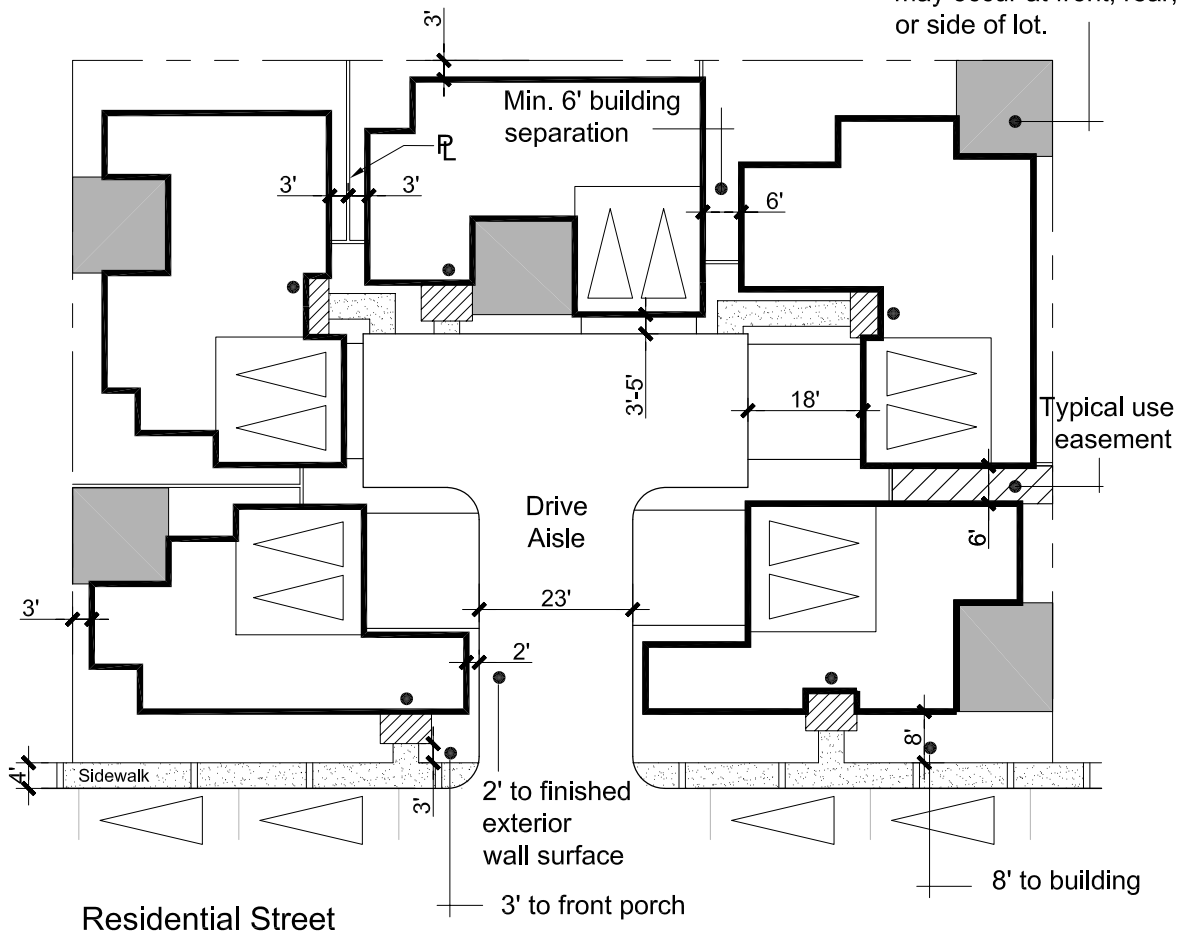 may occur at front, rear,
or side of lot.
3'
Min. 6' building
separation
PL
3'
3'
6'
3'-5'
18'
Typical use
easement
Drive
Aisle
6'
3'
23'
2'
8'
4'
Sidewalk
3'
2' to finished
exterior
wall surface
8' to building
3' to front porch
Residential Street